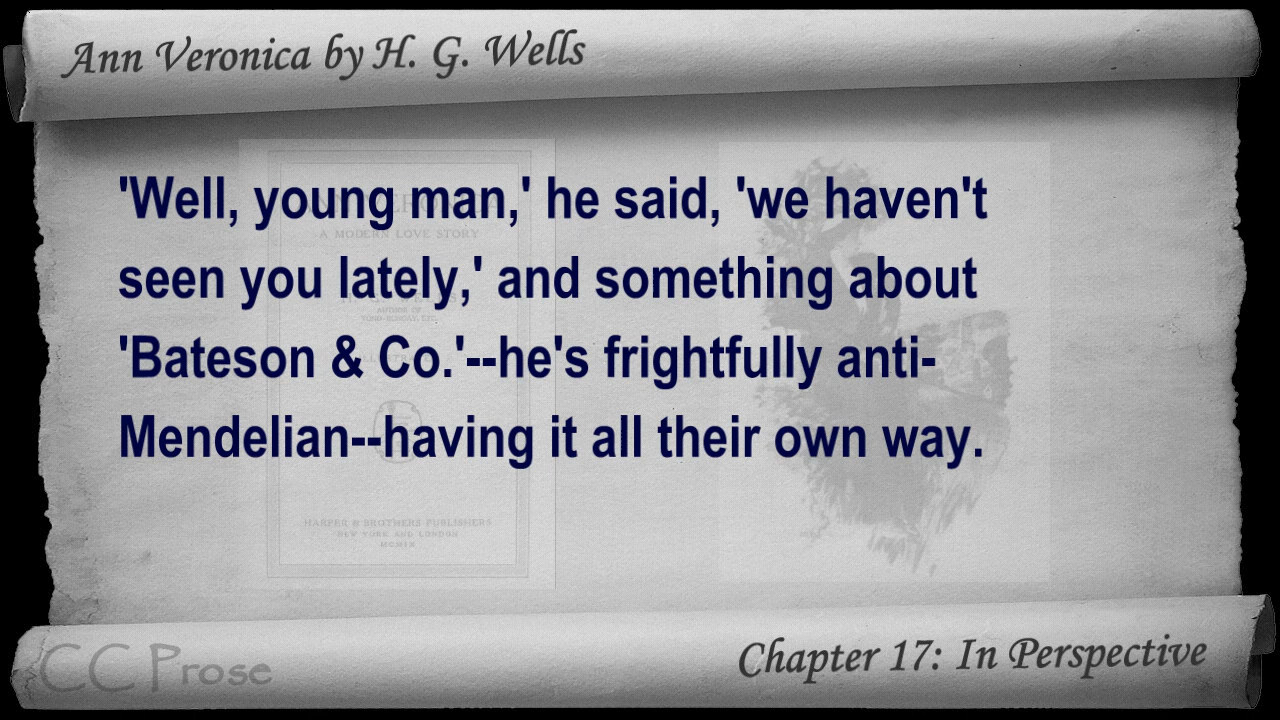 Ann Veronica by H. G. Wells
'Well, young man,' he said, 'we haven't
seen you lately,' and something about
'Bateson & Co.'--he's frightfully anti-
Mendelian--having it all their own way.
A MODERN LOVE STORY
HARPER & BROTHERS PUBLISHERS
NEW YORK AND LONDON
MCMIX
CC Prose
Chapter 17: In Perspective